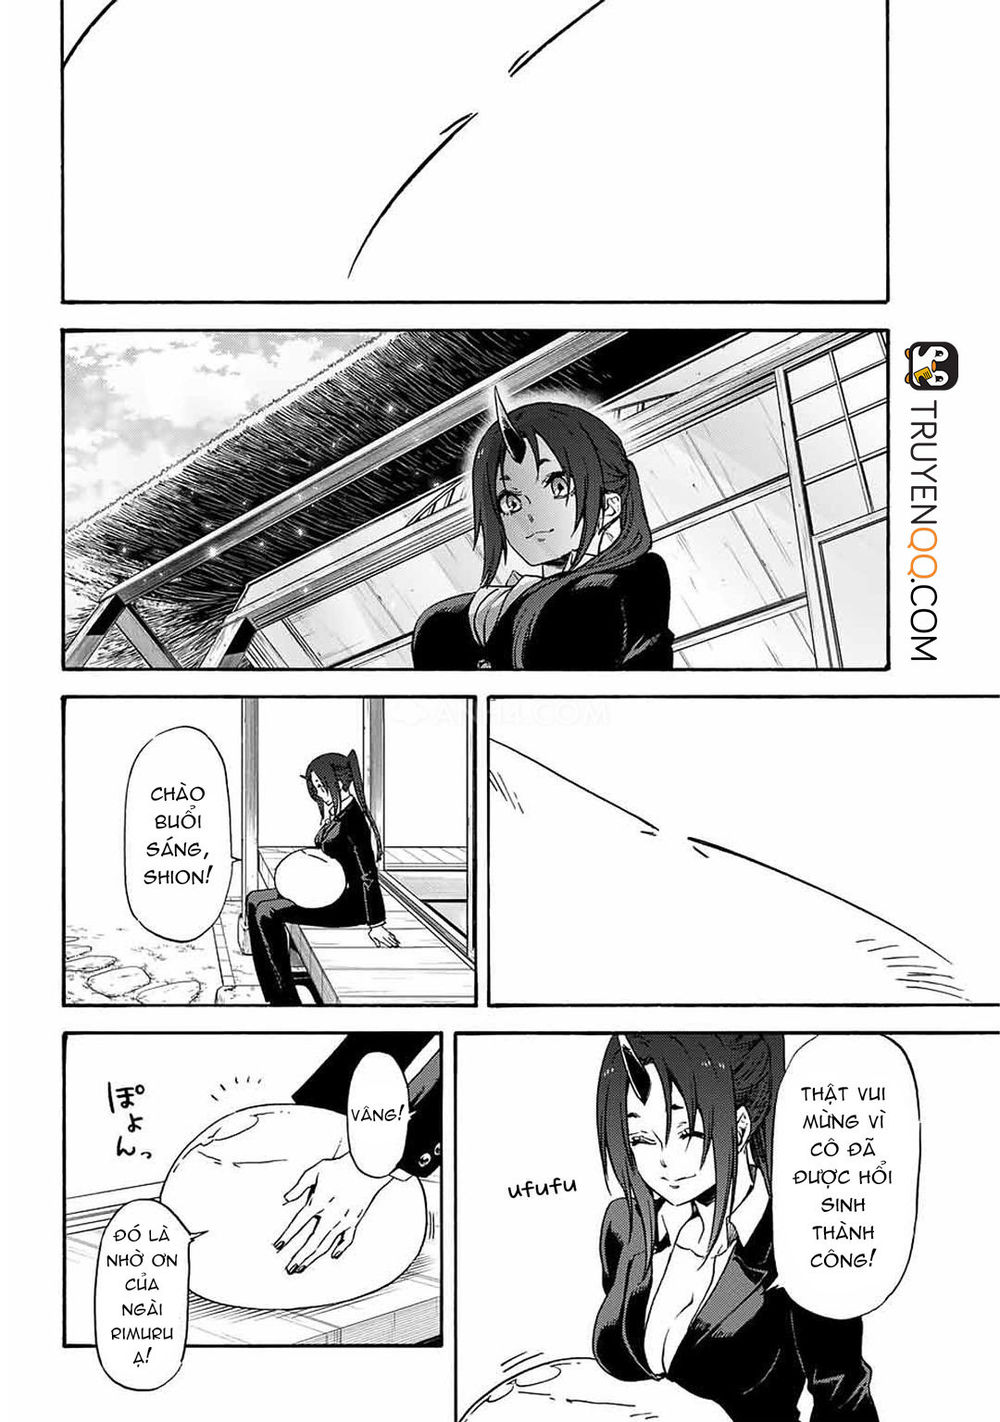 TRUYENQQ.COM
CHÀO
BUỔI
SÁNG,
SHION!
THẬT VUI
MỪNG VÌ
CÔ ĐÃ
ĐƯỢC HỒI
SINH
THÀNH
CÔNG!
ufufu
VÂNG!
ぽよんっ
ĐÓ LÀ
NHỜ ƠN
CỦA
NGÀI
RIMURU
Ạ!